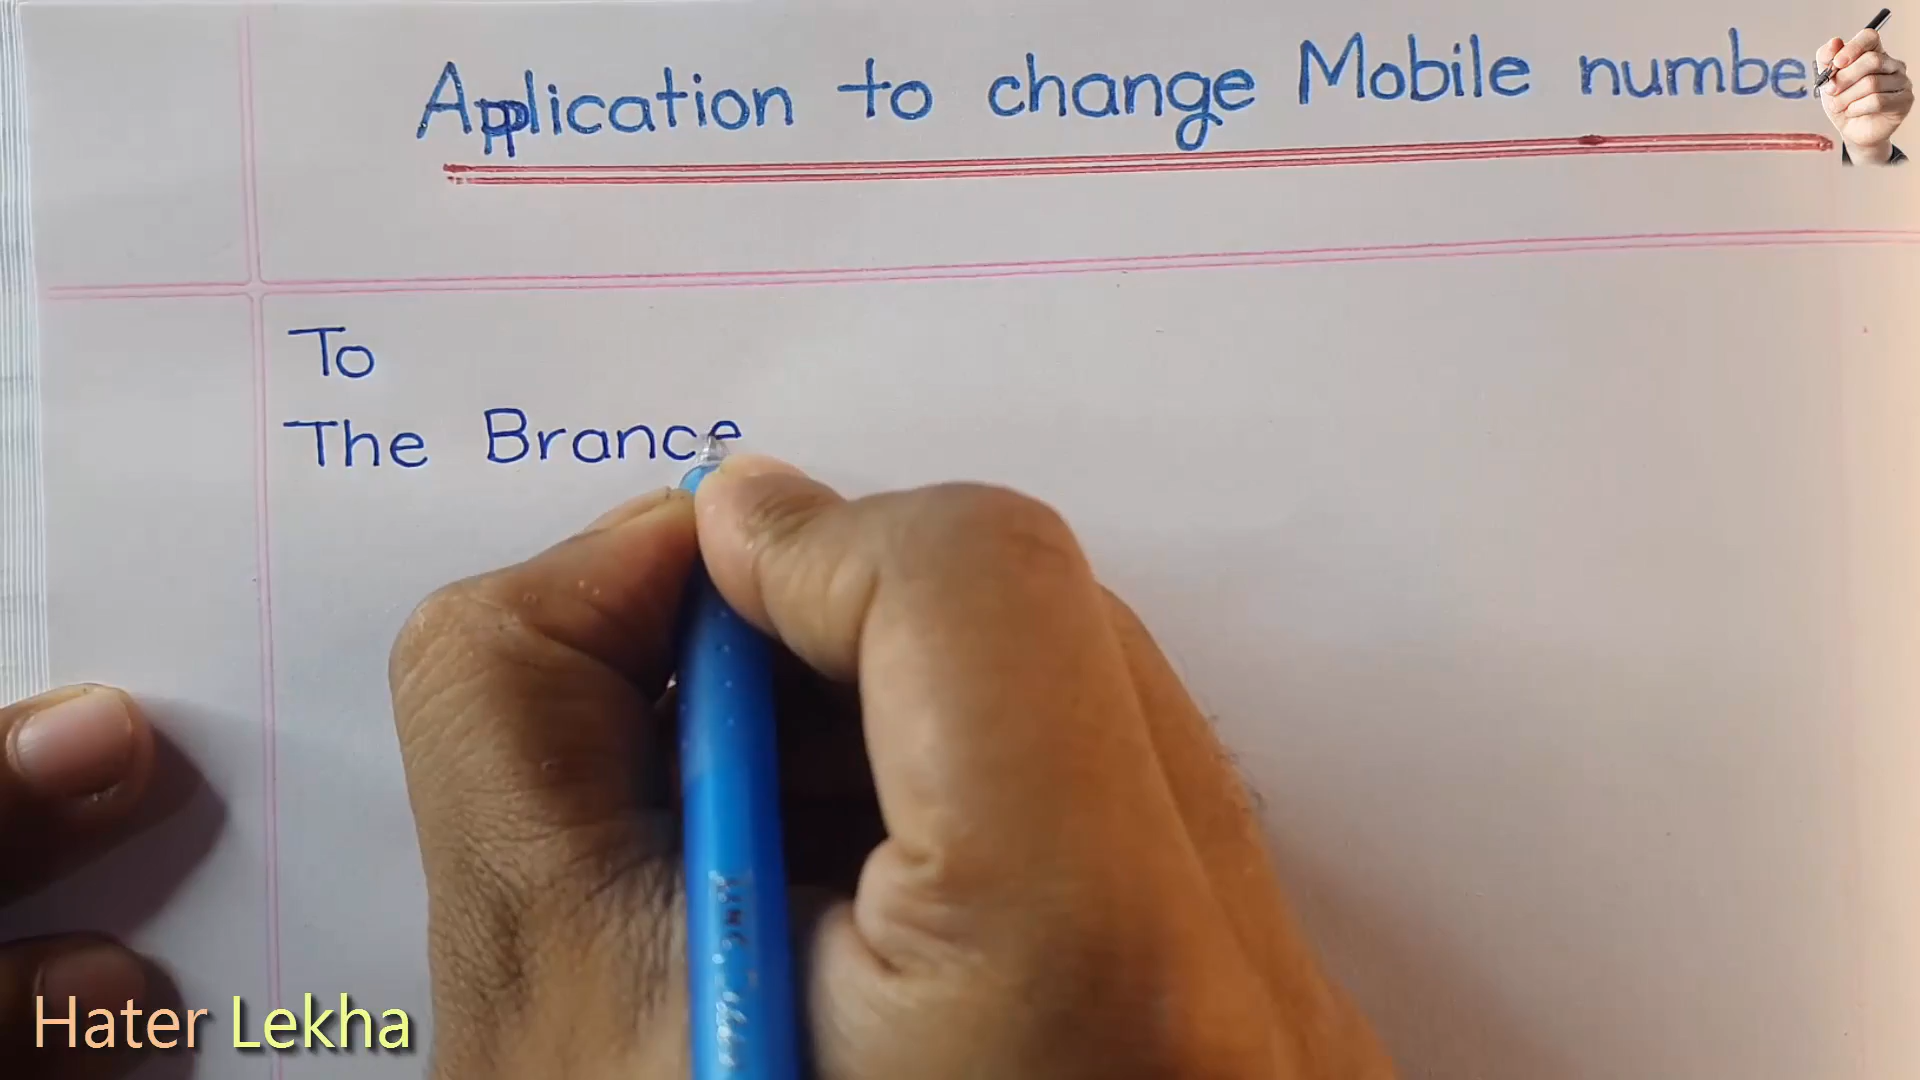 Application to change Mobile number
To
The Brance
Hater Lekha